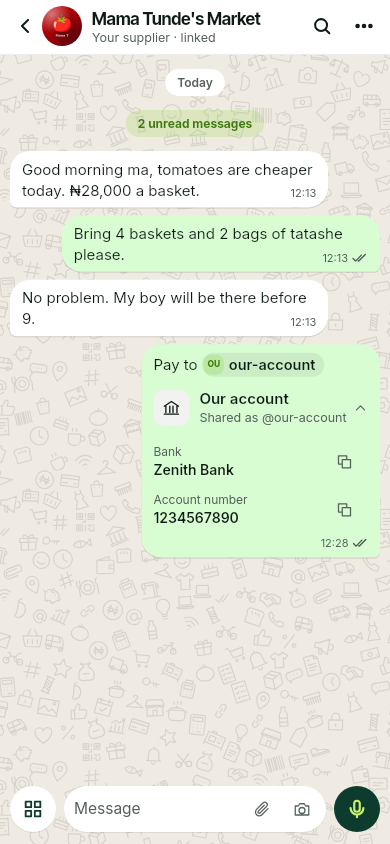 Mama Tunde's Market
Your supplier · linked
Today
2 unread messages
Good morning ma, tomatoes are cheaper
today. ₦28,000 a basket.
12:13
Bring 4 baskets and 2 bags of tatashe
please.
12:13
No problem. My boy will be there before
9.
12:13
Pay to OU our-account
Our account
Shared as @our-account
Bank
Zenith Bank
Account number
1234567890
12:28
Message